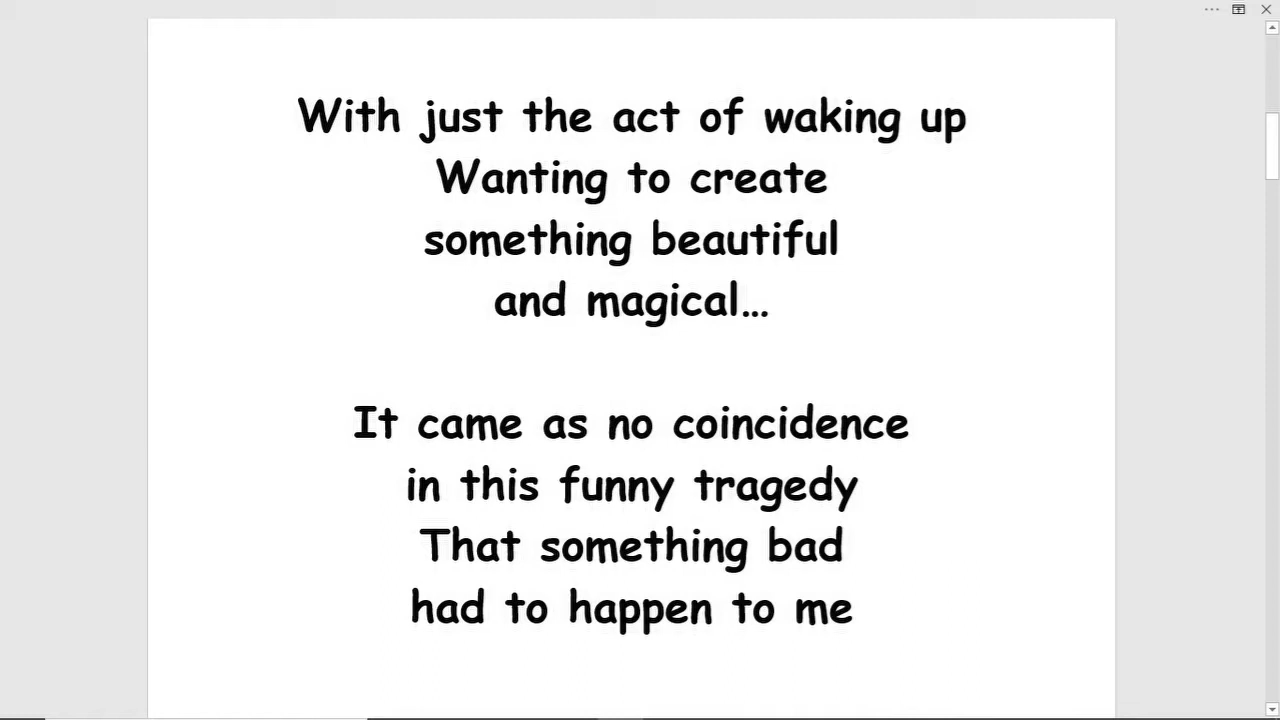 With just the act of waking up
Wanting to create
something beautiful
and magical...
It came as no coincidence
in this funny tragedy
That something bad
had to happen to me